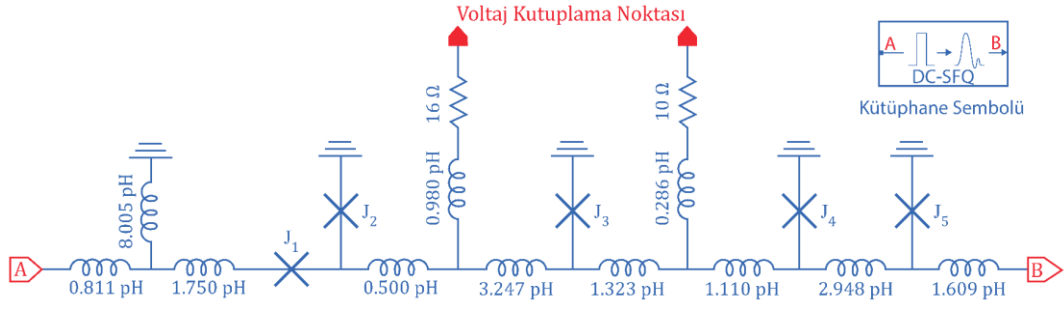 Voltaj Kutuplama Noktası
A
B
DC-SFQ
Kütüphane Sembolü
16 Ω
10 Ω
8.005 pH
0.980 pH
0.286 pH
J1
J2
J3
J4
J5
A
B
0.811 pH
1.750 pH
0.500 pH
3.247 pH
1.323 pH
1.110 pH
2.948 pH
1.609 pH